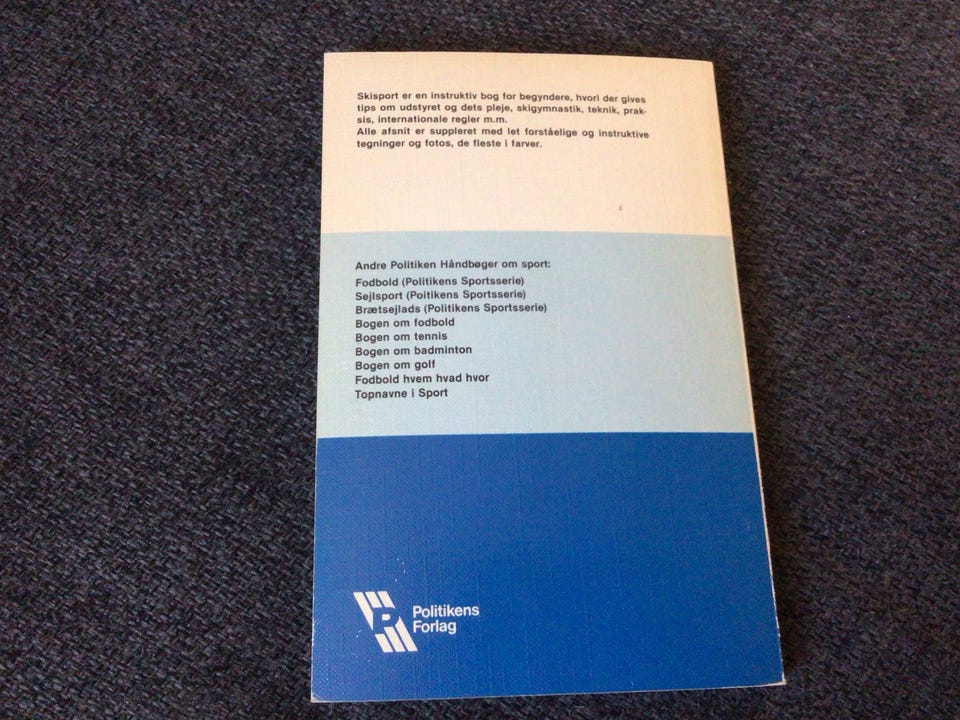 Skisport er en instruktiv bog for begyndere, hvori der gives
tips om udstyret og dets pleje, skigymnastik, teknik, prak-
sis, internationale regler m.m.
Alle afsnit er suppleret med let forståelige og instruktive
tegninger og fotos, de fleste i farver.
Andre Politiken Håndbøger om sport:
Fodbold (Politikens Sportsserie)
Sejlsport (Poitikens Sportsserie)
Brætsejlads (Politikens Sportsserie)
Bogen om fodbold
Bogen om tennis
Bogen om badminton
Bogen om golf
Fodbold hvem hvad hvor
Topnavne i Sport
P
Politikens
Forlag